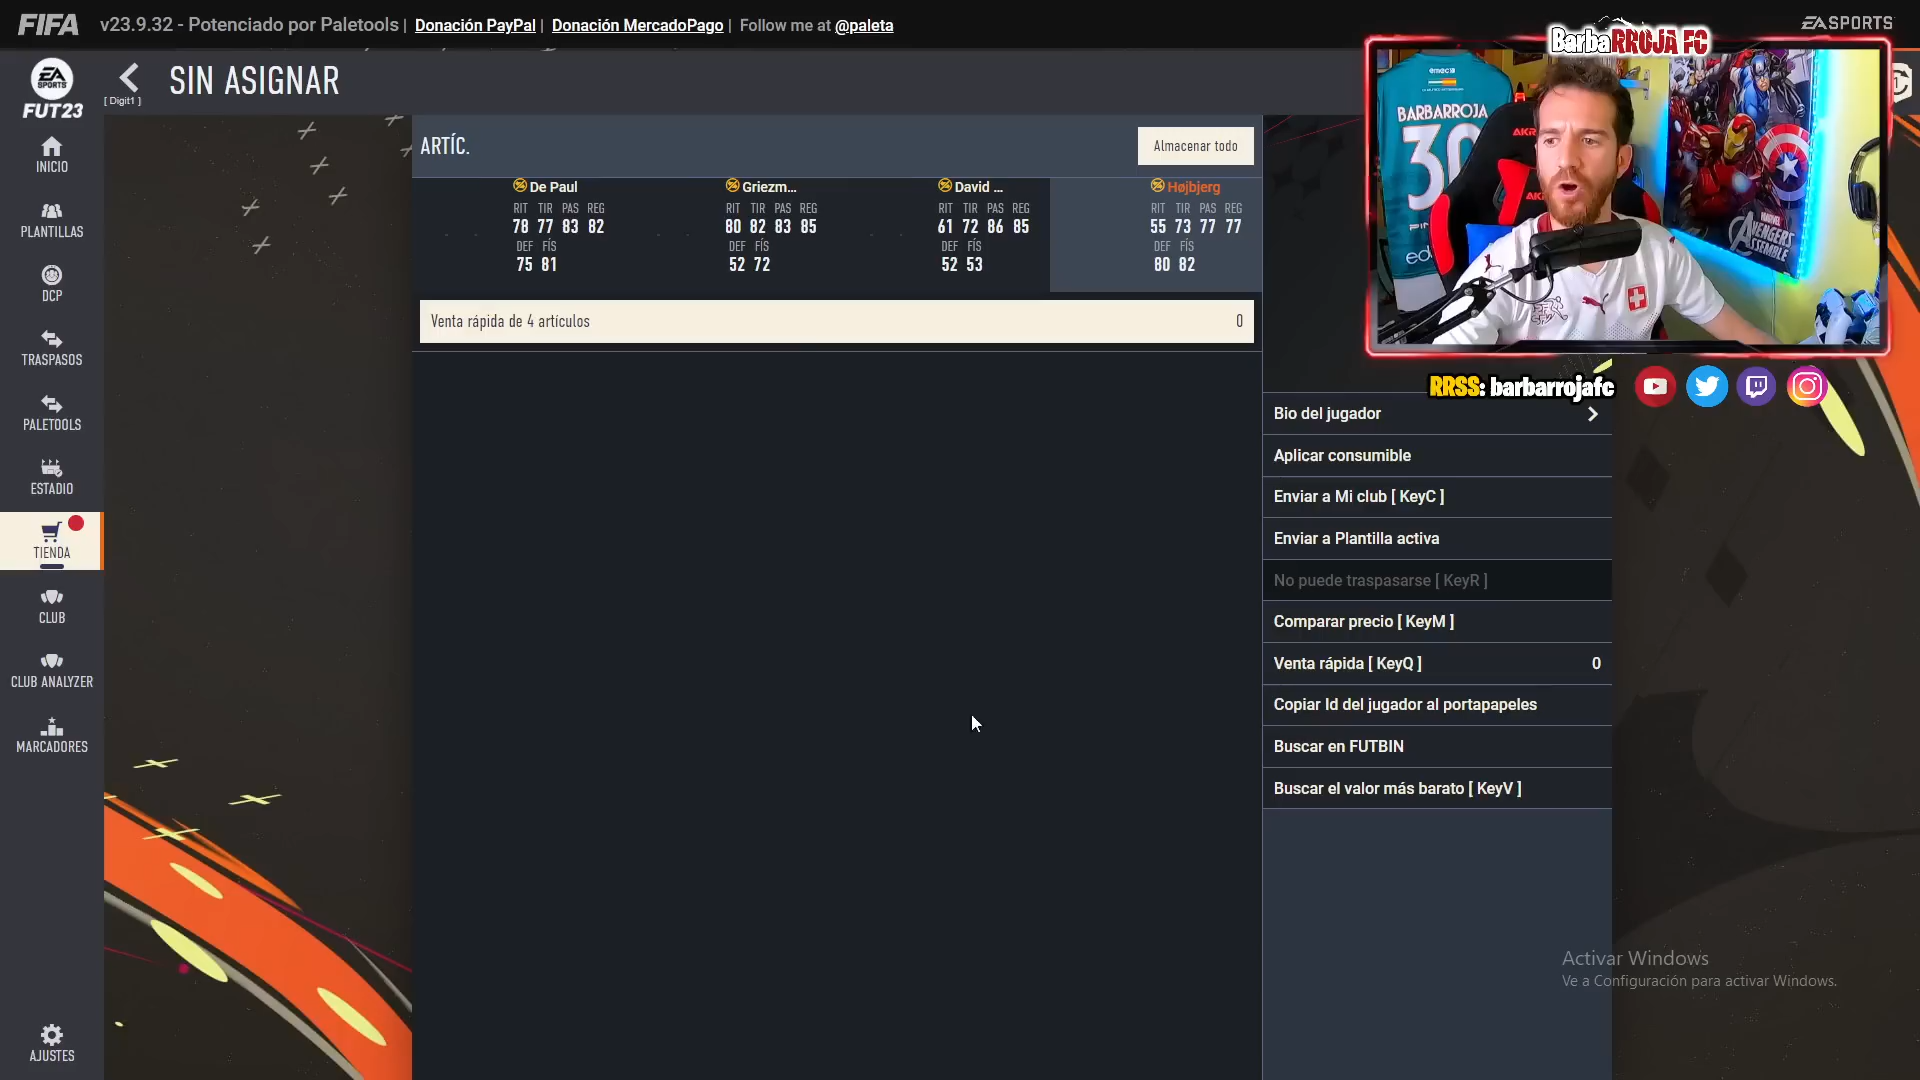 FIFA v23.9.32 - Potenciado por Paletools | Donación PayPal | Donación MercadoPago | Follow me at @paleta
EA SPORTS
BarbaRROJA FC
EA SPORTS
FUT23
[ Digit1 ]
SIN ASIGNAR
INICIO
PLANTILLAS
DCP
TRASPASOS
PALETOOLS
ESTADIO
TIENDA
CLUB
CLUB ANALYZER
MARCADORES
AJUSTES
ARTÍC.
Almacenar todo
De Paul
RIT TIR PAS REG
78 77 83 82
DEF FÍS
75 81
Griezm...
RIT TIR PAS REG
80 82 83 85
DEF FÍS
52 72
David ...
RIT TIR PAS REG
61 72 86 85
DEF FÍS
52 53
Højbjerg
RIT TIR PAS REG
55 73 77 77
DEF FÍS
80 82
Venta rápida de 4 artículos 0
BARBARROJA
30
AKR
MARVEL
AVENGERS
ASSEMBLE
RRSS: barbarrojafc
Bio del jugador
Aplicar consumible
Enviar a Mi club [ KeyC ]
Enviar a Plantilla activa
No puede traspasarse [ KeyR ]
Comparar precio [ KeyM ]
Venta rápida [ KeyQ ] 0
Copiar Id del jugador al portapapeles
Buscar en FUTBIN
Buscar el valor más barato [ KeyV ]
Activar Windows
Ve a Configuración para activar Windows.